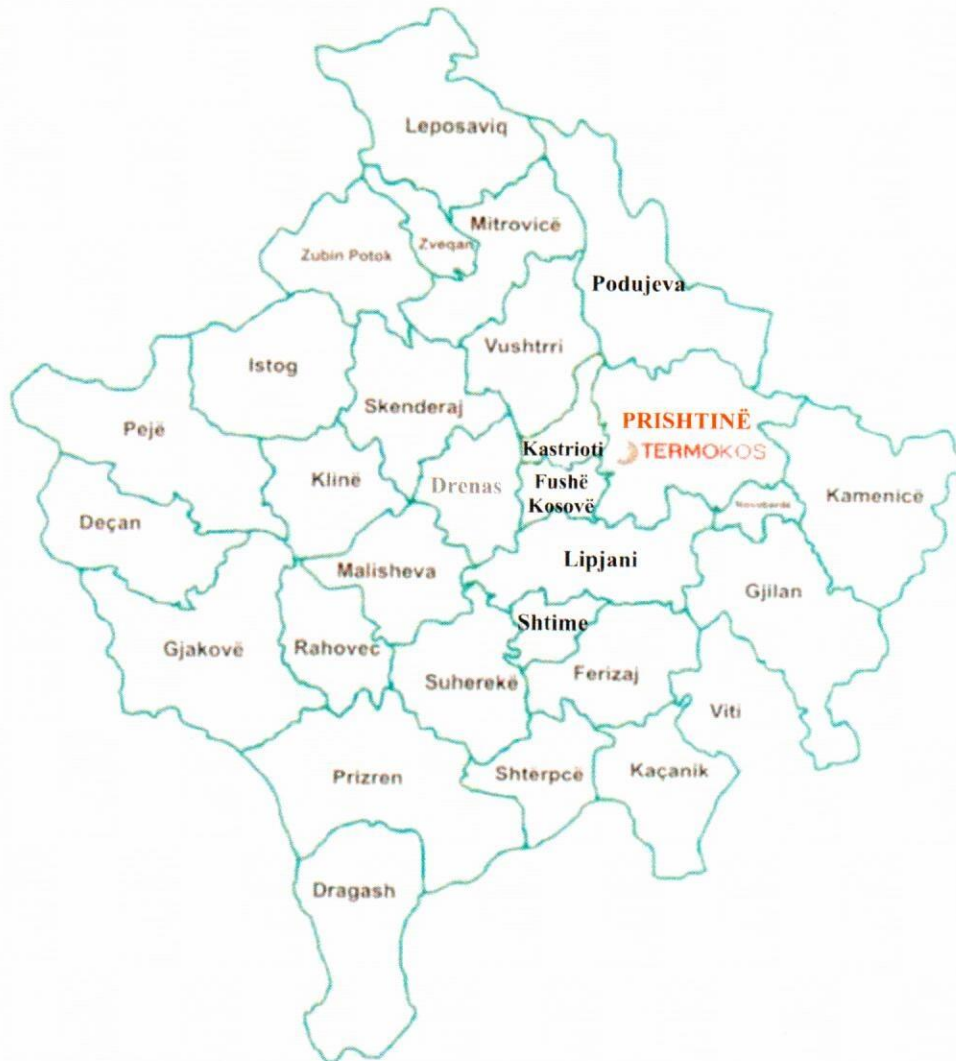 Leposaviq
Mitrovicë
Zveqan
Zubin Potok
Podujeva
Vushtrri
Istog
Skenderaj
PRISHTINË
TERMOKOS
Pejë
Kastrioti
Klinë
Drenas
Fushë
Kosovë
Kamenicë
Novobërdë
Deçan
Lipjani
Malisheva
Gjilan
Shtime
Gjakovë
Rahovec
Ferizaj
Suherekë
Viti
Prizren
Shtërpcë
Kaçanik
Dragash